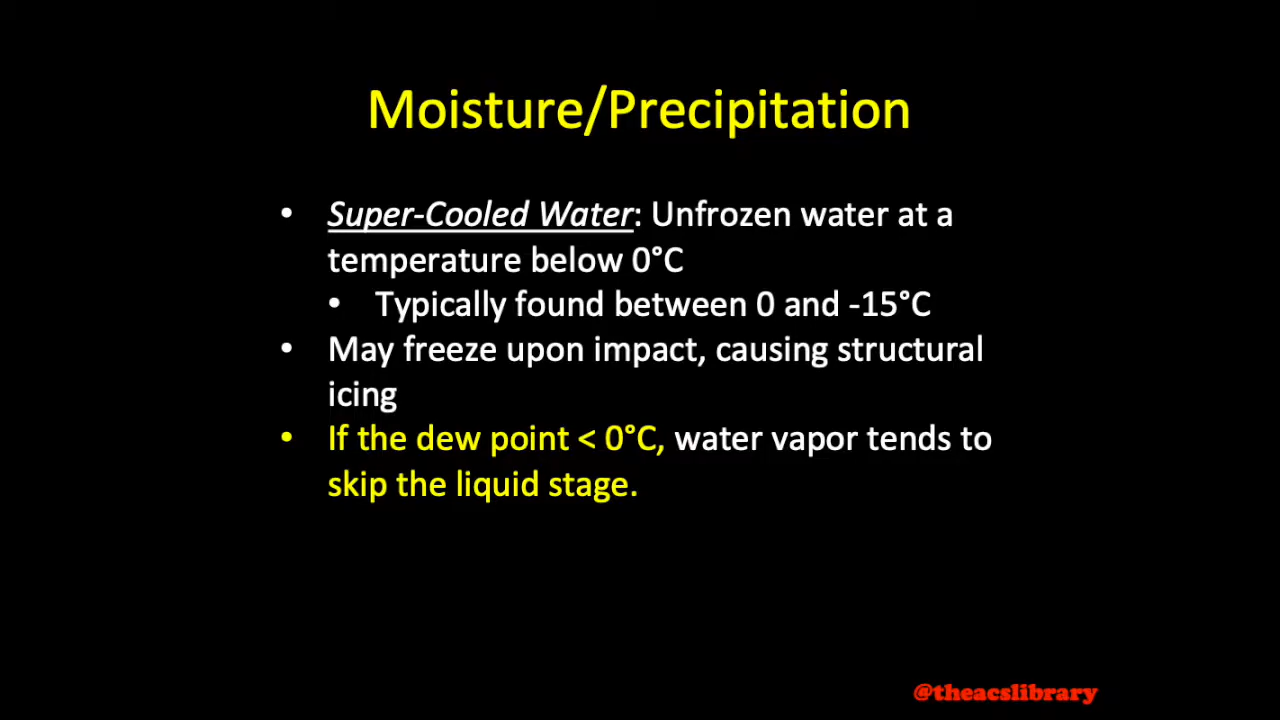 Moisture/Precipitation
• Super-Cooled Water: Unfrozen water at a
temperature below 0°C
• Typically found between 0 and -15°C
• May freeze upon impact, causing structural
icing
• If the dew point < 0°C, water vapor tends to
skip the liquid stage.
@theacslibrary